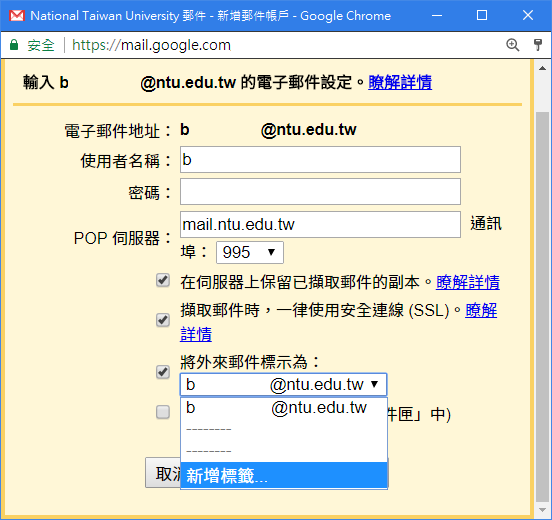 National Taiwan University 郵件 - 新增郵件帳戶 - Google Chrome
安全 https://mail.google.com
輸入 b @ntu.edu.tw 的電子郵件設定。瞭解詳情
電子郵件地址： b @ntu.edu.tw
使用者名稱： b
密碼：
POP 伺服器： mail.ntu.edu.tw 通訊
埠： 995
在伺服器上保留已擷取郵件的副本。瞭解詳情
擷取郵件時，一律使用安全連線 (SSL)。瞭解
詳情
將外來郵件標示為：
b @ntu.edu.tw
b @ntu.edu.tw
件匣」中)
--------
--------
新增標籤...
取消